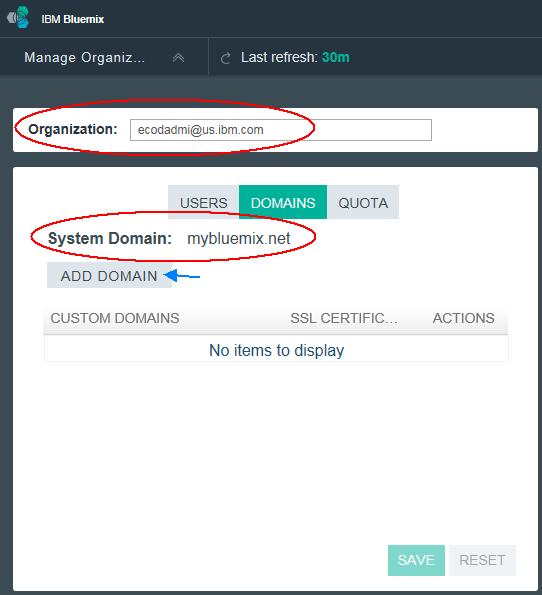 IBM Bluemix
Manage Organiz... Last refresh: 30m
Organization: ecodadmi@us.ibm.com
USERS DOMAINS QUOTA
System Domain: mybluemix.net
ADD DOMAIN
CUSTOM DOMAINS SSL CERTIFIC... ACTIONS
No items to display
SAVE RESET